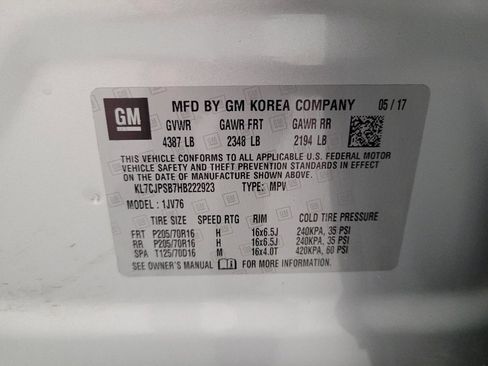 GM
MFD BY GM KOREA COMPANY 05/17
GVWR GAWR FRT GAWR RR
4387 LB 2348 LB 2194 LB
THIS VEHICLE CONFORMS TO ALL APPLICABLE U.S. FEDERAL MOTOR
VEHICLE SAFETY AND THEFT PREVENTION STANDARDS IN EFFECT
ON THE DATE OF MANUFACTURE SHOWN ABOVE.
KL7CJPSB7HB222923 TYPE: MPV
MODEL: 1JV76
TIRE SIZE SPEED RTG RIM COLD TIRE PRESSURE
FRT P205/70R16 H 16x6.5J 240KPA, 35 PSI
RR P205/70R16 H 16x6.5J 240KPA, 35 PSI
SPA T125/70D16 M 16x4.0T 420KPA, 60 PSI
SEE OWNER'S MANUAL FOR MORE INFORMATION.